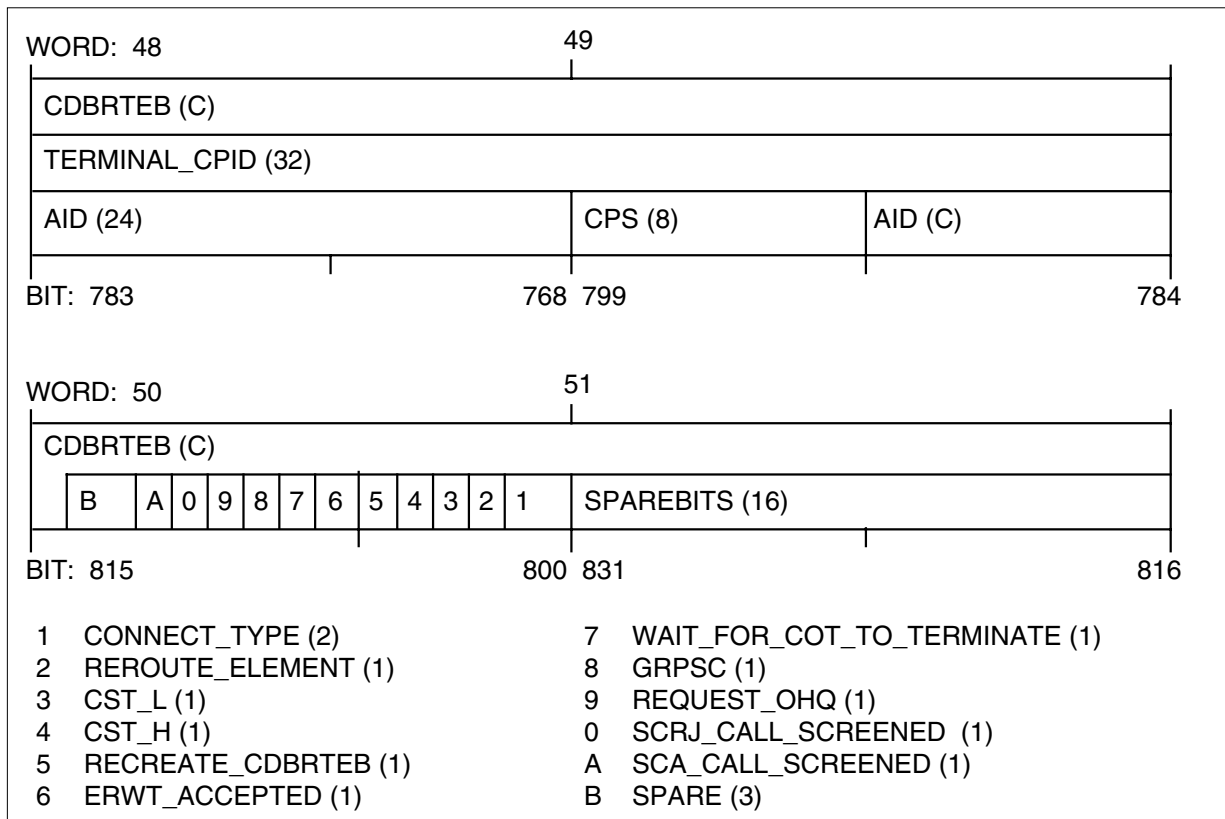 WORD: 48 49
CDBRTEB (C)
TERMINAL_CPID (32)
AID (24) CPS (8) AID (C)
BIT: 783 768 799 784
WORD: 50 51
CDBRTEB (C)
B A 0 9 8 7 6 5 4 3 2 1 SPAREBITS (16)
BIT: 815 800 831 816
1 CONNECT_TYPE (2) 7 WAIT_FOR_COT_TO_TERMINATE (1)
2 REROUTE_ELEMENT (1) 8 GRPSC (1)
3 CST_L (1) 9 REQUEST_OHQ (1)
4 CST_H (1) 0 SCRJ_CALL_SCREENED (1)
5 RECREATE_CDBRTEB (1) A SCA_CALL_SCREENED (1)
6 ERWT_ACCEPTED (1) B SPARE (3)